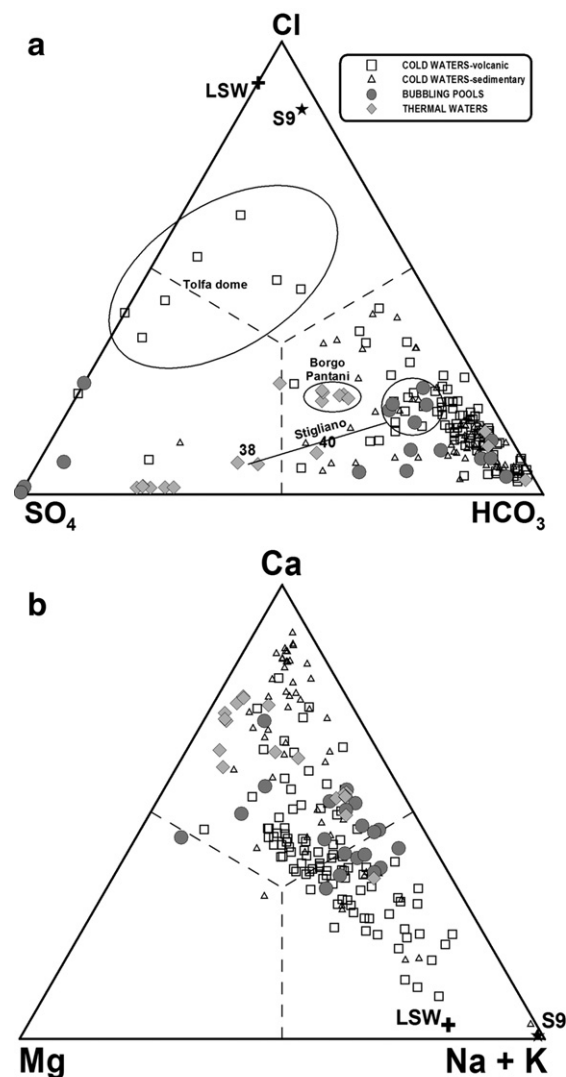 a
Cl
COLD WATERS-volcanic
COLD WATERS-sedimentary
BUBBLING POOLS
THERMAL WATERS
LSW
S9
Tolfa dome
Borgo
Pantani
Stigliano
38
40
SO4
HCO3
b
Ca
LSW
S9
Mg
Na + K